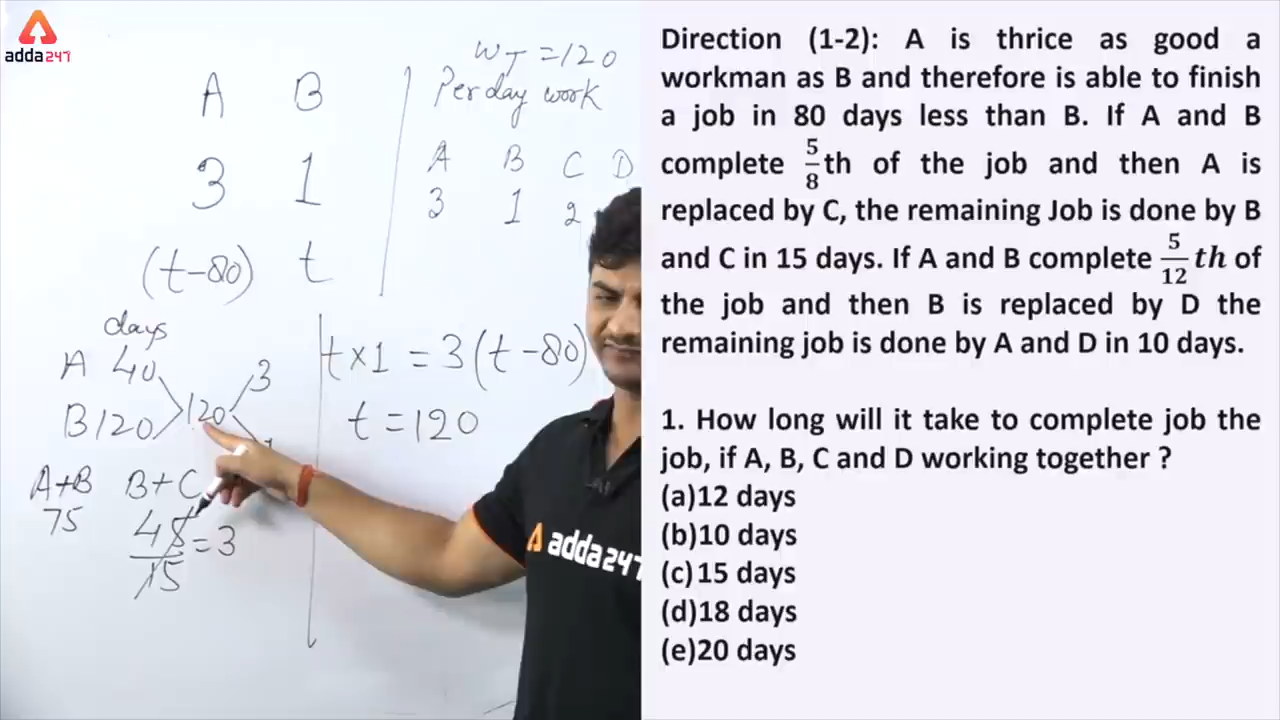 adda247
W_T = 120
A B
Per day work
A B C D
3 1
3 1 2
(t-80) t
days
A 40
3
B 120
120
t×1 = 3(t-80)
t = 120
A+B B+C
75
45
15
= 3
adda247
Direction (1-2): A is thrice as good a
workman as B and therefore is able to finish
a job in 80 days less than B. If A and B
complete 5/8th of the job and then A is
replaced by C, the remaining Job is done by B
and C in 15 days. If A and B complete 5/12 th of
the job and then B is replaced by D the
remaining job is done by A and D in 10 days.
1. How long will it take to complete job the
job, if A, B, C and D working together ?
(a)12 days
(b)10 days
(c)15 days
(d)18 days
(e)20 days